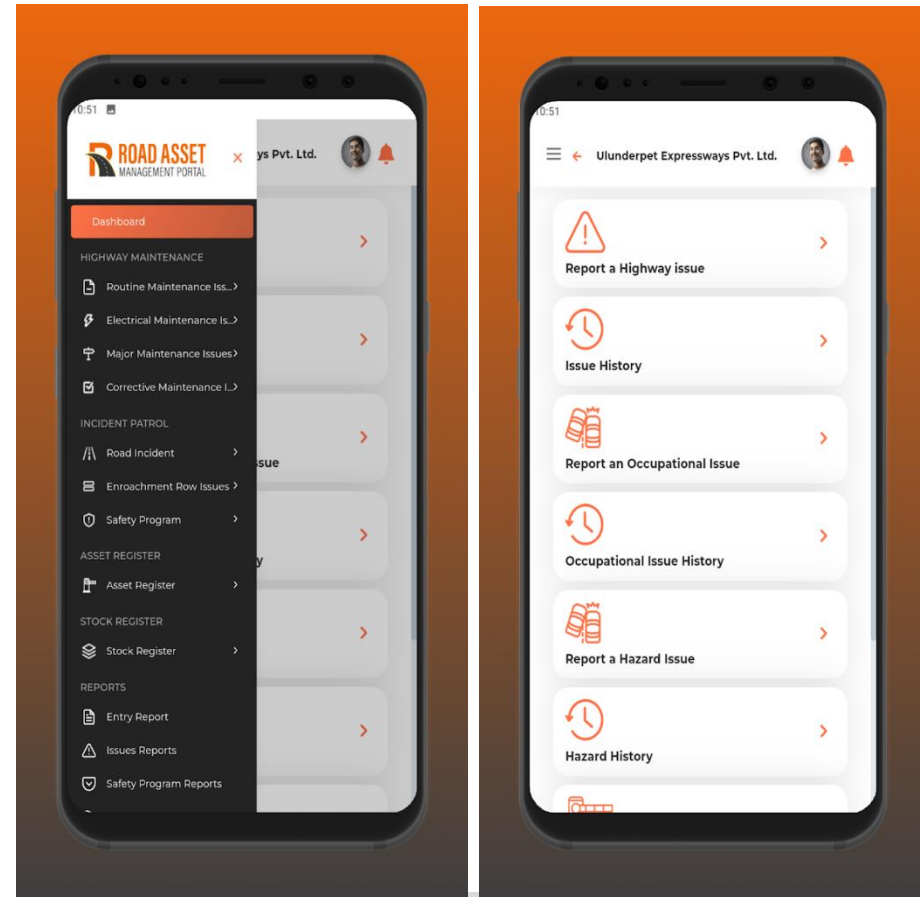 10:51
ROAD ASSET
MANAGEMENT PORTAL
ys Pvt. Ltd.
Dashboard
HIGHWAY MAINTENANCE
Routine Maintenance Iss...
Electrical Maintenance Is...
Major Maintenance Issues
Corrective Maintenance I...
INCIDENT PATROL
Road Incident
ssue
Enroachment Row Issues
Safety Program
ASSET REGISTER
y
Asset Register
STOCK REGISTER
Stock Register
REPORTS
Entry Report
Issues Reports
Safety Program Reports
10:51
Ulunderpet Expressways Pvt. Ltd.
Report a Highway issue
Issue History
Report an Occupational Issue
Occupational Issue History
Report a Hazard Issue
Hazard History